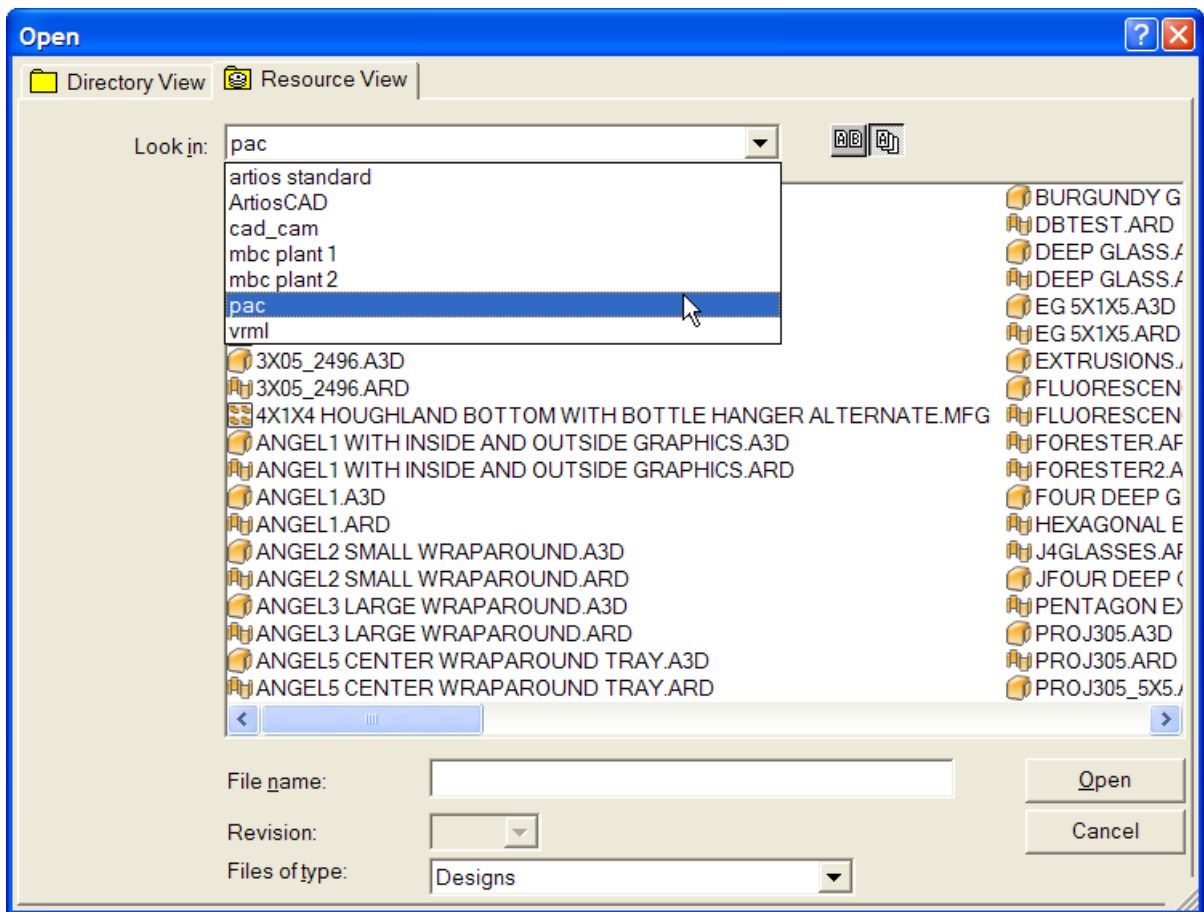 Open
Directory View
Resource View
Look in:
pac
artios standard
ArtiosCAD
cad_cam
mbc plant 1
mbc plant 2
pac
vrml
3X05_2496.A3D
3X05_2496.ARD
4X1X4 HOUGHLAND BOTTOM WITH BOTTLE HANGER ALTERNATE.MFG
ANGEL1 WITH INSIDE AND OUTSIDE GRAPHICS.A3D
ANGEL1 WITH INSIDE AND OUTSIDE GRAPHICS.ARD
ANGEL1.A3D
ANGEL1.ARD
ANGEL2 SMALL WRAPAROUND.A3D
ANGEL2 SMALL WRAPAROUND.ARD
ANGEL3 LARGE WRAPAROUND.A3D
ANGEL3 LARGE WRAPAROUND.ARD
ANGEL5 CENTER WRAPAROUND TRAY.A3D
ANGEL5 CENTER WRAPAROUND TRAY.ARD
BURGUNDY G
DBTEST.ARD
DEEP GLASS.A
DEEP GLASS.A
EG 5X1X5.A3D
EG 5X1X5.ARD
EXTRUSIONS.
FLUORESCEN
FLUORESCEN
FORESTER.AR
FORESTER2.A
FOUR DEEP G
HEXAGONAL E
J4GLASSES.AR
JFOUR DEEP
PENTAGON EX
PROJ305.A3D
PROJ305.ARD
PROJ305_5X5.
File name:
Open
Revision:
Cancel
Files of type:
Designs